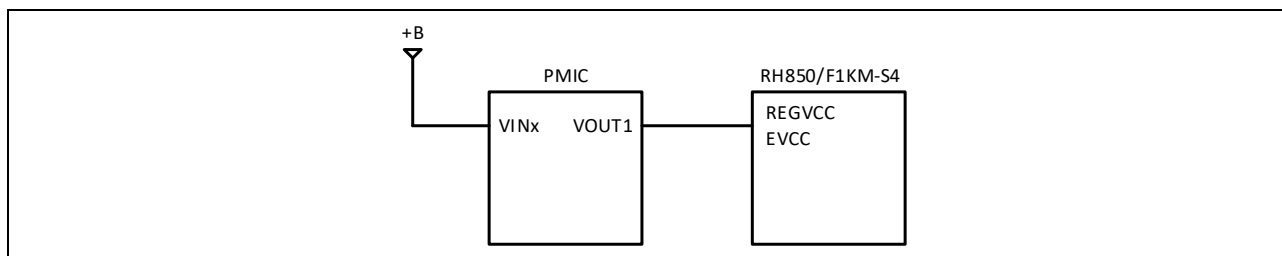 +B
PMIC
RH850/F1KM-S4
VINx
VOUT1
REGVCC
EVCC